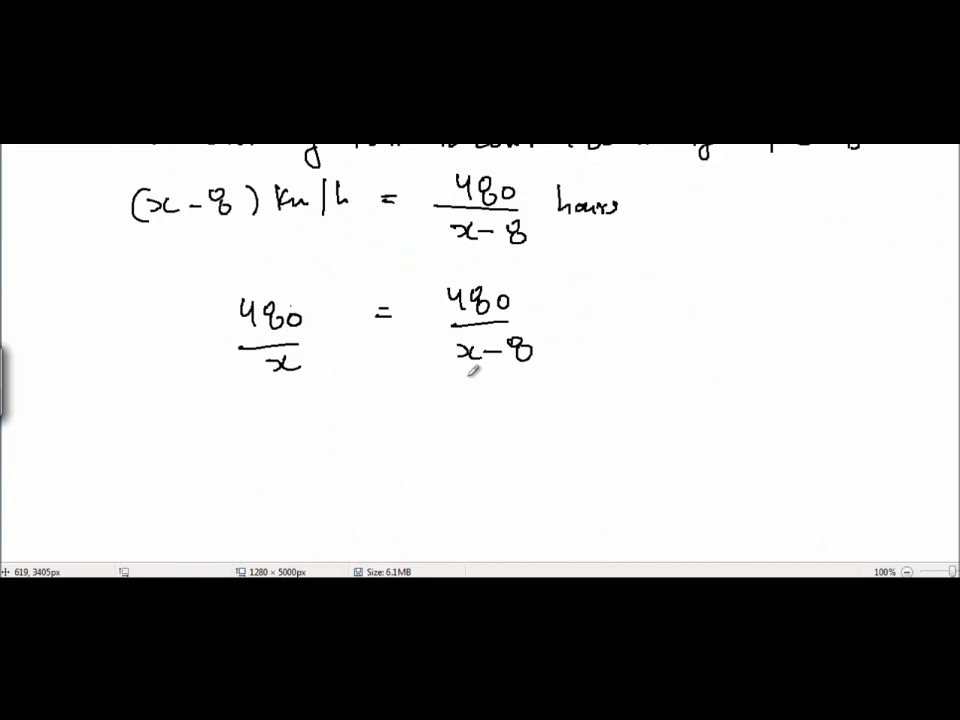 (x - 8) km/h = 480/(x - 8) hours
480/x = 480/(x - 8)
619, 3405px 1280 × 5000px Size: 6.1MB 100%